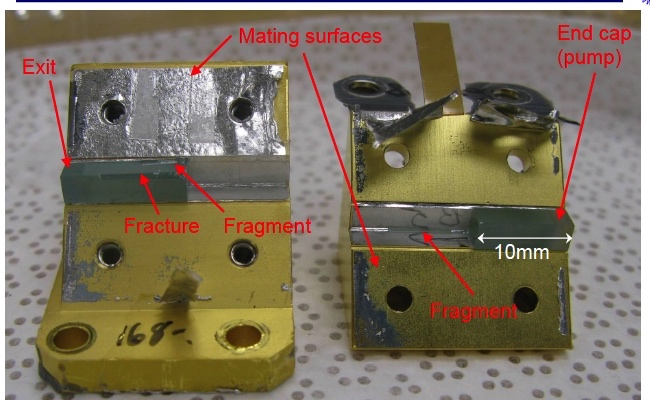 Mating surfaces
End cap
(pump)
Exit
Fracture
Fragment
10mm
Fragment
168-